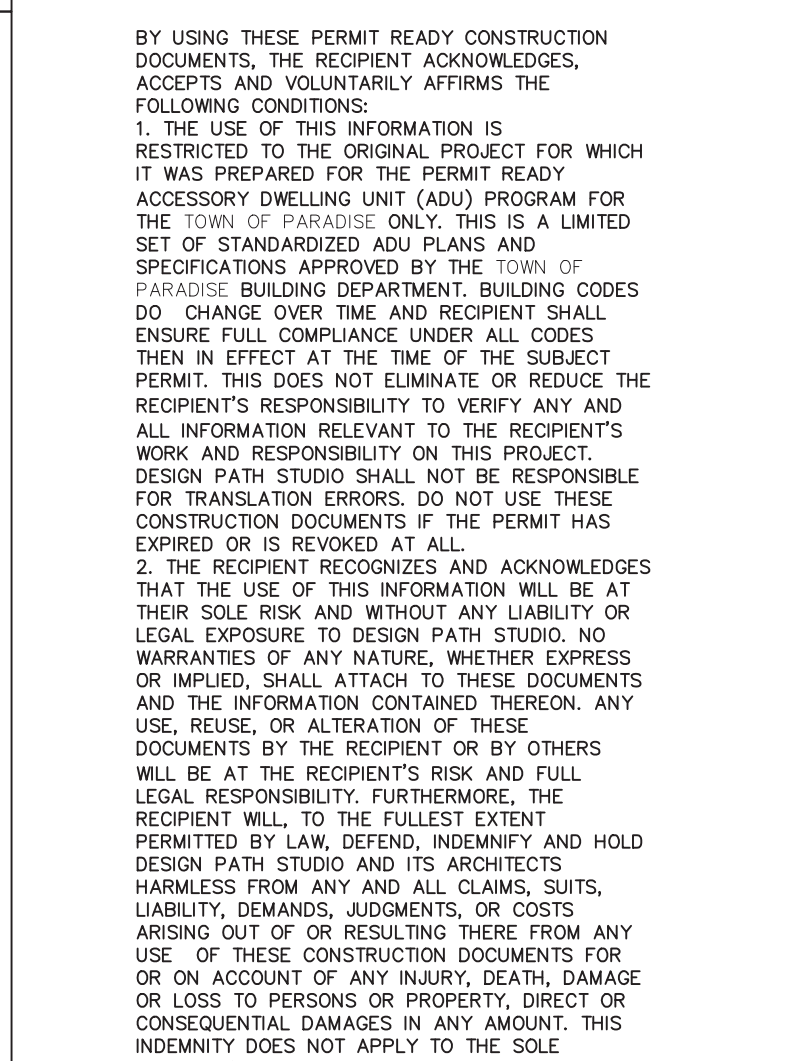 BY USING THESE PERMIT READY CONSTRUCTION
DOCUMENTS, THE RECIPIENT ACKNOWLEDGES,
ACCEPTS AND VOLUNTARILY AFFIRMS THE
FOLLOWING CONDITIONS:
1. THE USE OF THIS INFORMATION IS
RESTRICTED TO THE ORIGINAL PROJECT FOR WHICH
IT WAS PREPARED FOR THE PERMIT READY
ACCESSORY DWELLING UNIT (ADU) PROGRAM FOR
THE TOWN OF PARADISE ONLY. THIS IS A LIMITED
SET OF STANDARDIZED ADU PLANS AND
SPECIFICATIONS APPROVED BY THE TOWN OF
PARADISE BUILDING DEPARTMENT. BUILDING CODES
DO CHANGE OVER TIME AND RECIPIENT SHALL
ENSURE FULL COMPLIANCE UNDER ALL CODES
THEN IN EFFECT AT THE TIME OF THE SUBJECT
PERMIT. THIS DOES NOT ELIMINATE OR REDUCE THE
RECIPIENT'S RESPONSIBILITY TO VERIFY ANY AND
ALL INFORMATION RELEVANT TO THE RECIPIENT'S
WORK AND RESPONSIBILITY ON THIS PROJECT.
DESIGN PATH STUDIO SHALL NOT BE RESPONSIBLE
FOR TRANSLATION ERRORS. DO NOT USE THESE
CONSTRUCTION DOCUMENTS IF THE PERMIT HAS
EXPIRED OR IS REVOKED AT ALL.
2. THE RECIPIENT RECOGNIZES AND ACKNOWLEDGES
THAT THE USE OF THIS INFORMATION WILL BE AT
THEIR SOLE RISK AND WITHOUT ANY LIABILITY OR
LEGAL EXPOSURE TO DESIGN PATH STUDIO. NO
WARRANTIES OF ANY NATURE, WHETHER EXPRESS
OR IMPLIED, SHALL ATTACH TO THESE DOCUMENTS
AND THE INFORMATION CONTAINED THEREON. ANY
USE, REUSE, OR ALTERATION OF THESE
DOCUMENTS BY THE RECIPIENT OR BY OTHERS
WILL BE AT THE RECIPIENT'S RISK AND FULL
LEGAL RESPONSIBILITY. FURTHERMORE, THE
RECIPIENT WILL, TO THE FULLEST EXTENT
PERMITTED BY LAW, DEFEND, INDEMNIFY AND HOLD
DESIGN PATH STUDIO AND ITS ARCHITECTS
HARMLESS FROM ANY AND ALL CLAIMS, SUITS,
LIABILITY, DEMANDS, JUDGMENTS, OR COSTS
ARISING OUT OF OR RESULTING THERE FROM ANY
USE OF THESE CONSTRUCTION DOCUMENTS FOR
OR ON ACCOUNT OF ANY INJURY, DEATH, DAMAGE
OR LOSS TO PERSONS OR PROPERTY, DIRECT OR
CONSEQUENTIAL DAMAGES IN ANY AMOUNT. THIS
INDEMNITY DOES NOT APPLY TO THE SOLE